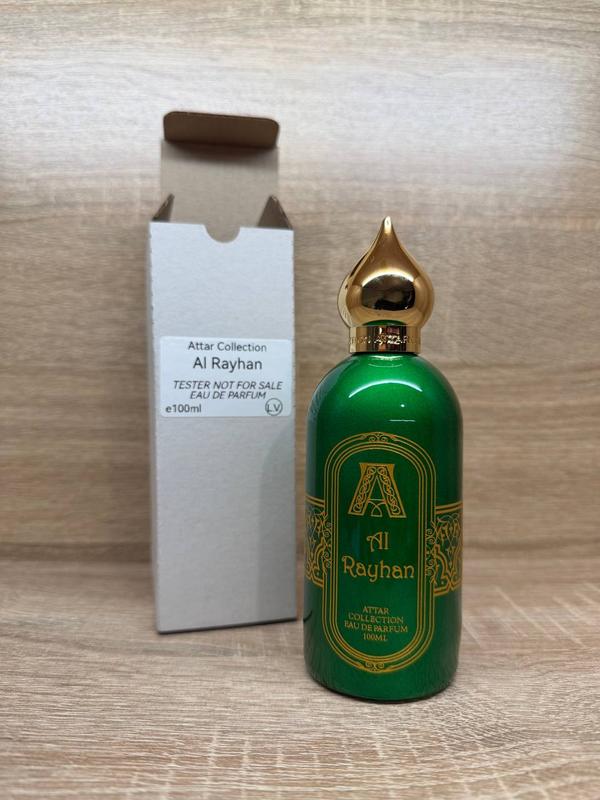 Attar Collection
Al Rayhan
TESTER NOT FOR SALE
EAU DE PARFUM
e100ml
LV
A
Al
Rayhan
ATTAR
COLLECTION
EAU DE PARFUM
100ML